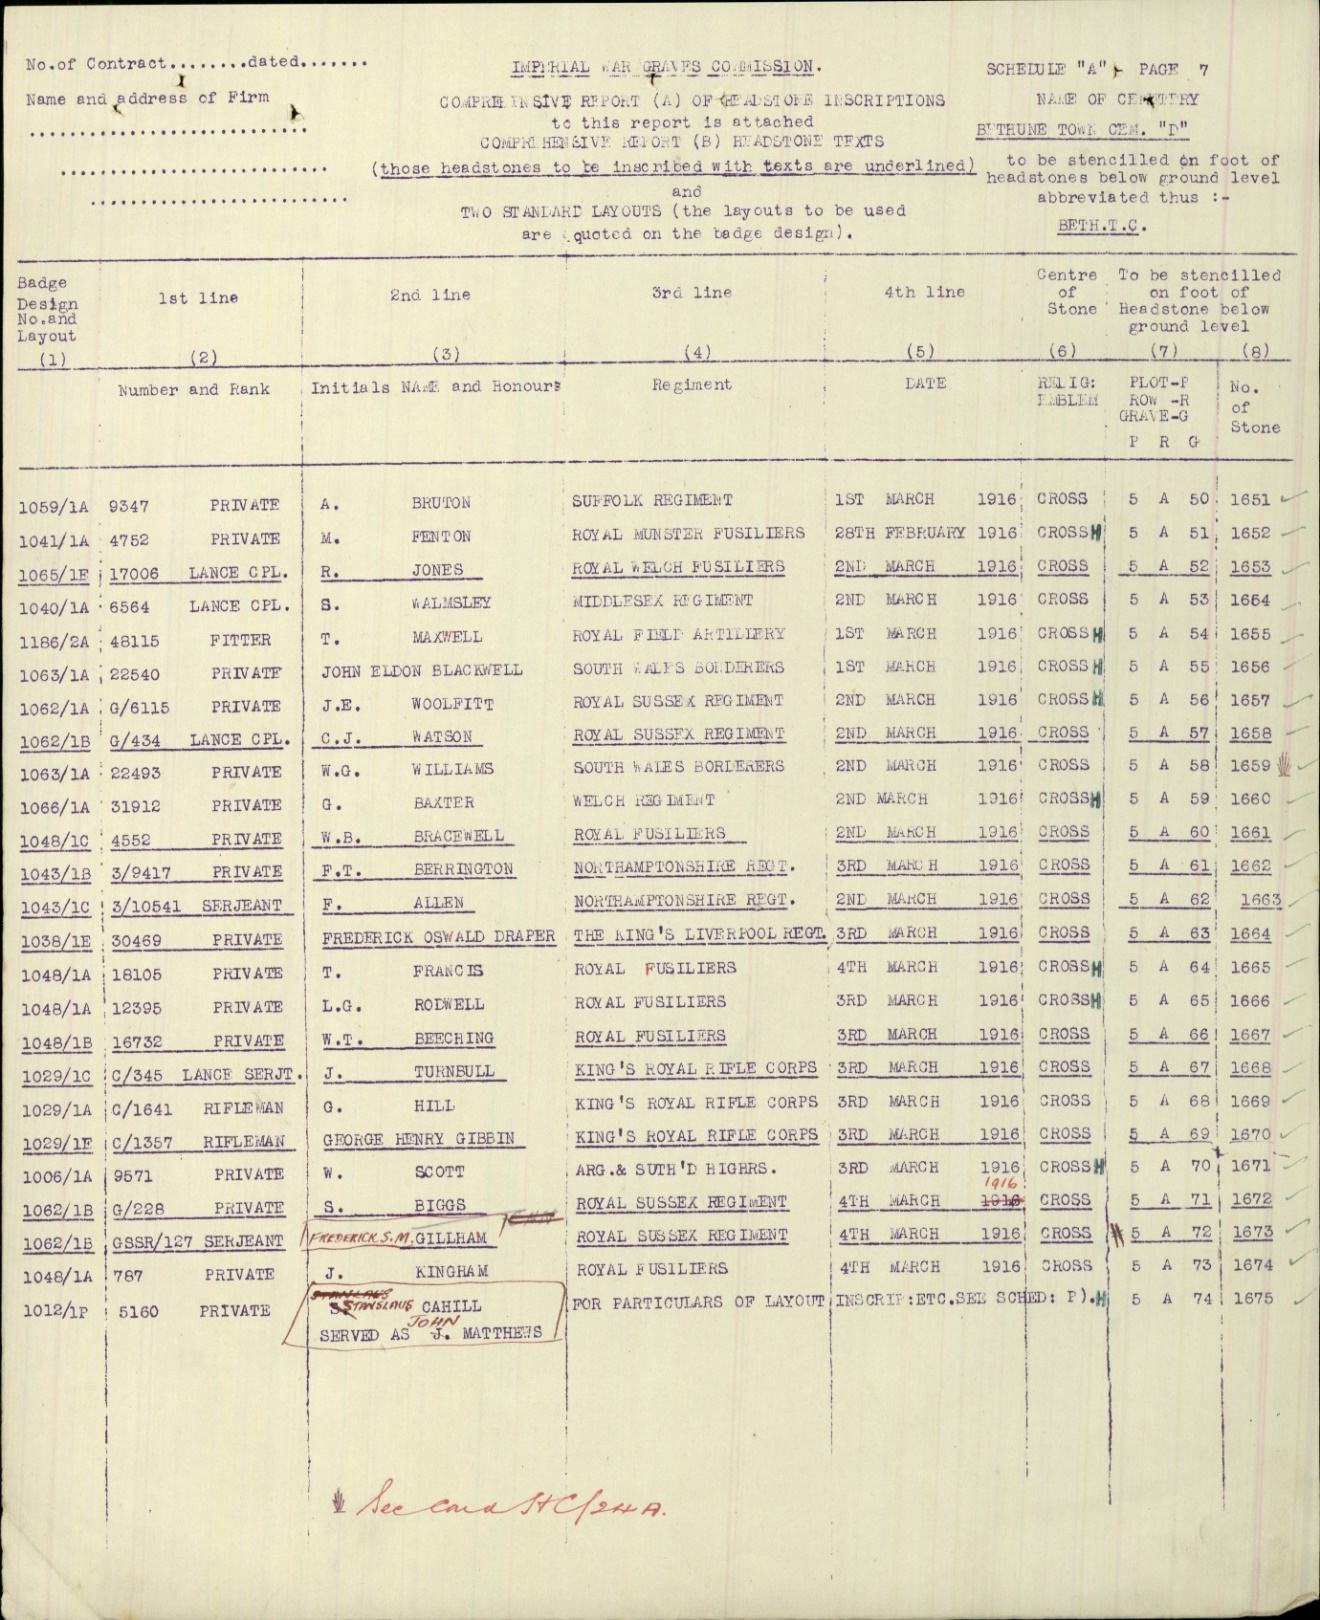 No.of Contract........dated.......
Name and address of Firm
IMPERIAL WAR GRAVES COMMISSION.
COMPREHENSIVE REPORT (A) OF HEADSTONE INSCRIPTIONS
to this report is attached
COMPREHENSIVE REPORT (B) HEADSTONE TEXTS
(those headstones to be inscribed with texts are underlined)
and
TWO STANDARD LAYOUTS (the layouts to be used
are quoted on the badge design).
SCHEDULE "A" - PAGE 7
NAME OF CEMETERY
BETHUNE TOWN CEM. "D"
to be stencilled on foot of
headstones below ground level
abbreviated thus :-
BETH.T.C.
Badge Design No.and Layout (1)
1st line (2)
2nd line (3)
3rd line (4)
4th line (5)
Centre of Stone (6)
To be stencilled on foot of Headstone below ground level (7) (8)
Number and Rank
Initials NAME and Honours
Regiment
DATE
RELIG: EMBLEM
PLOT-P ROW -R GRAVE-G
P R G
No. of Stone
1059/1A 9347 PRIVATE A. BRUTON SUFFOLK REGIMENT 1ST MARCH 1916 CROSS 5 A 50 1651
1041/1A 4752 PRIVATE M. FENTON ROYAL MUNSTER FUSILIERS 28TH FEBRUARY 1916 CROSS H 5 A 51 1652
1065/1E 17006 LANCE CPL. R. JONES ROYAL WELCH FUSILIERS 2ND MARCH 1916 CROSS 5 A 52 1653
1040/1A 6564 LANCE CPL. S. WALMSLEY MIDDLESEX REGIMENT 2ND MARCH 1916 CROSS 5 A 53 1654
1186/2A 48115 FITTER T. MAXWELL ROYAL FIELD ARTILLERY 1ST MARCH 1916 CROSS H 5 A 54 1655
1063/1A 22540 PRIVATE JOHN ELDON BLACKWELL SOUTH WALES BORDERERS 1ST MARCH 1916 CROSS H 5 A 55 1656
1062/1A G/6115 PRIVATE J.E. WOOLFITT ROYAL SUSSEX REGIMENT 2ND MARCH 1916 CROSS H 5 A 56 1657
1062/1B G/434 LANCE CPL. C.J. WATSON ROYAL SUSSEX REGIMENT 2ND MARCH 1916 CROSS 5 A 57 1658
1063/1A 22493 PRIVATE W.G. WILLIAMS SOUTH WALES BORDERERS 2ND MARCH 1916 CROSS 5 A 58 1659
1066/1A 31912 PRIVATE G. BAXTER WELCH REGIMENT 2ND MARCH 1916 CROSS H 5 A 59 1660
1048/1C 4552 PRIVATE W.B. BRACEWELL ROYAL FUSILIERS 2ND MARCH 1916 CROSS 5 A 60 1661
1043/1B 3/9417 PRIVATE F.T. BERRINGTON NORTHAMPTONSHIRE REGT. 3RD MARCH 1916 CROSS 5 A 61 1662
1043/1C 3/10541 SERJEANT F. ALLEN NORTHAMPTONSHIRE REGT. 2ND MARCH 1916 CROSS 5 A 62 1663
1038/1E 30469 PRIVATE FREDERICK OSWALD DRAPER THE KING'S LIVERPOOL REGT. 3RD MARCH 1916 CROSS 5 A 63 1664
1048/1A 18105 PRIVATE T. FRANCIS ROYAL FUSILIERS 4TH MARCH 1916 CROSS H 5 A 64 1665
1048/1A 12395 PRIVATE L.G. RODWELL ROYAL FUSILIERS 3RD MARCH 1916 CROSS H 5 A 65 1666
1048/1B 16732 PRIVATE W.T. BEECHING ROYAL FUSILIERS 3RD MARCH 1916 CROSS 5 A 66 1667
1029/1C C/345 LANCE SERJT. J. TURNBULL KING'S ROYAL RIFLE CORPS 3RD MARCH 1916 CROSS 5 A 67 1668
1029/1A C/1641 RIFLEMAN G. HILL KING'S ROYAL RIFLE CORPS 3RD MARCH 1916 CROSS 5 A 68 1669
1029/1E C/1357 RIFLEMAN GEORGE HENRY GIBBIN KING'S ROYAL RIFLE CORPS 3RD MARCH 1916 CROSS 5 A 69 1670
1006/1A 9571 PRIVATE W. SCOTT ARG.& SUTH'D HIGHRS. 3RD MARCH 1916 CROSS H 5 A 70 1671
1916
1062/1B G/228 PRIVATE S. BIGGS ROYAL SUSSEX REGIMENT 4TH MARCH 1916 CROSS 5 A 71 1672
1062/1B GSSR/127 SERJEANT FREDERICK S.M. GILLHAM ROYAL SUSSEX REGIMENT 4TH MARCH 1916 CROSS 5 A 72 1673
1048/1A 787 PRIVATE J. KINGHAM ROYAL FUSILIERS 4TH MARCH 1916 CROSS 5 A 73 1674
STANSLAUS
1012/1P 5160 PRIVATE STANSLAUS CAHILL FOR PARTICULARS OF LAYOUT INSCRIP:ETC.SEE SCHED: P). H 5 A 74 1675
JOHN
SERVED AS J. MATTHEWS
See Card